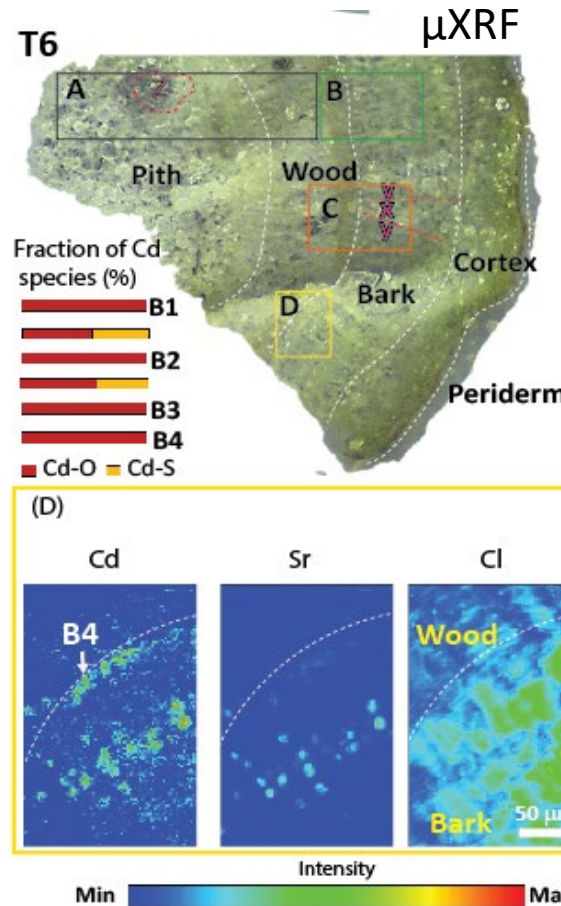 μXRF
T6
A
B
Z
Pith
Wood
C
Cortex
Bark
D
Periderm
Fraction of Cd
species (%)
B1
B2
B3
B4
Cd-O Cd-S
(D)
Cd Sr Cl
B4
Wood
Bark
50 μ
Intensity
Min Ma